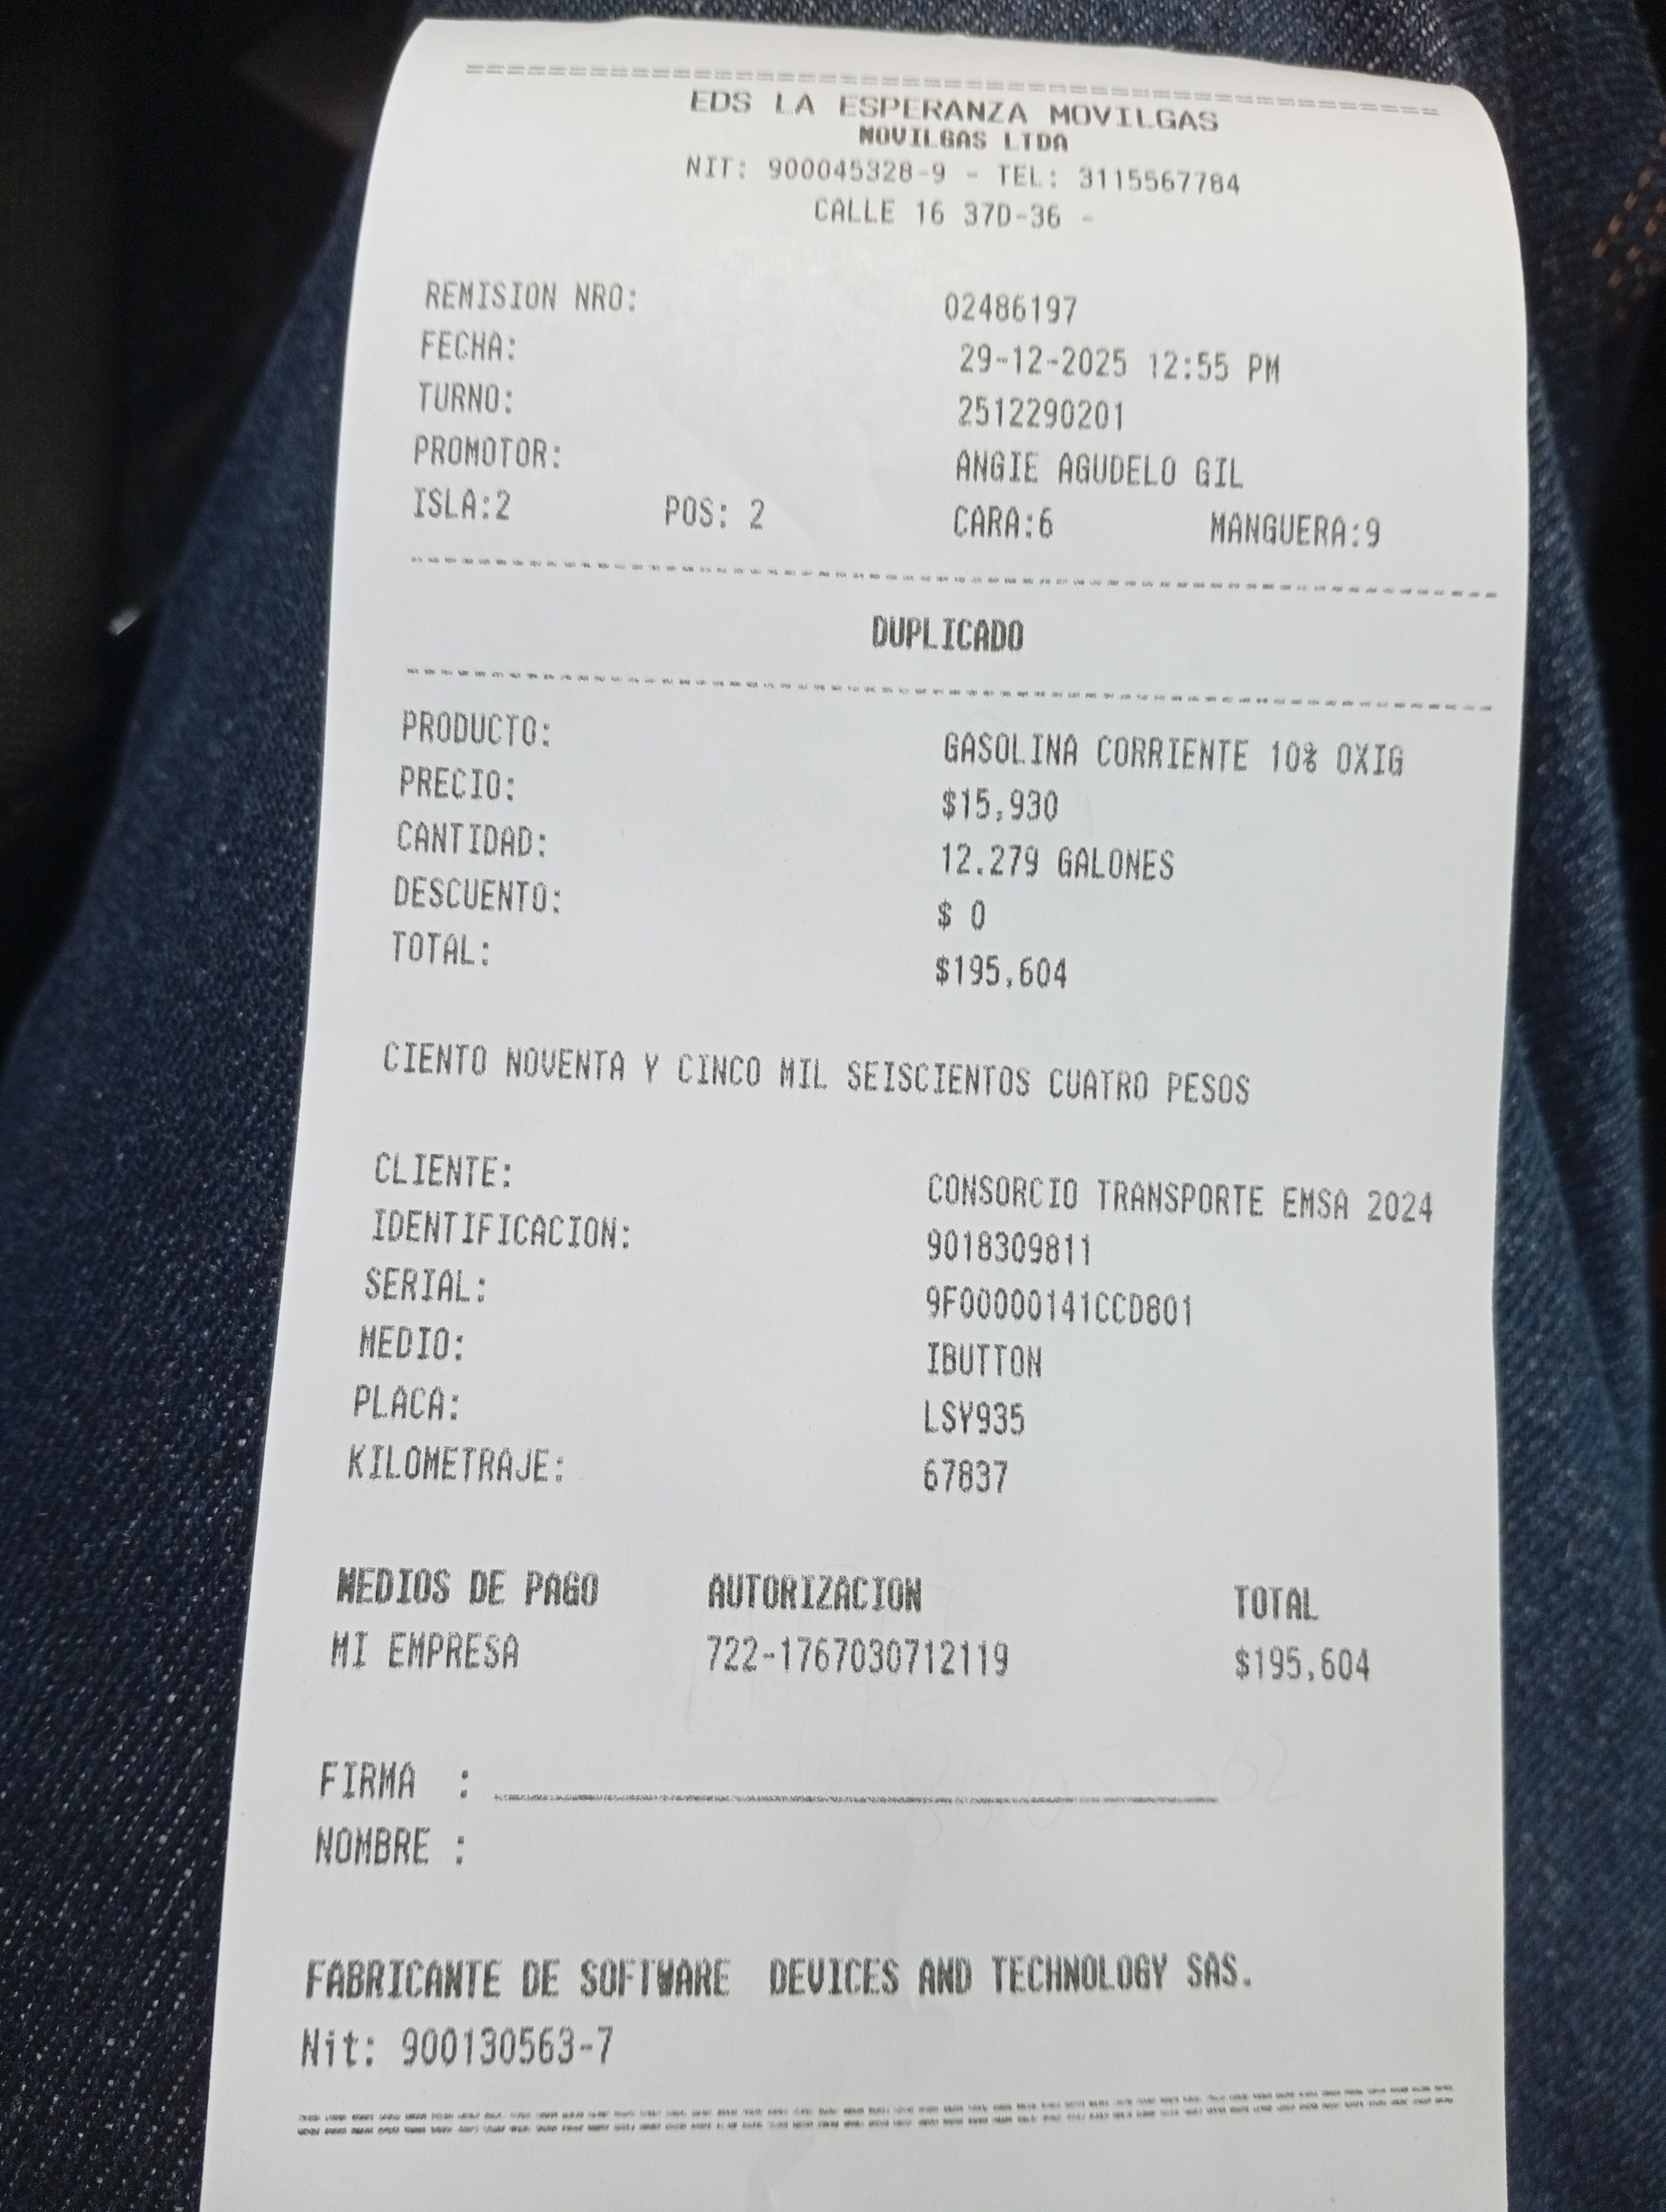 EDS LA ESPERANZA MOVILGAS
MOVILGAS LTDA
NIT: 900045328-9 - TEL: 3115567784
CALLE 16 37D-36 -
REMISION NRO: 02486197
FECHA: 29-12-2025 12:55 PM
TURNO: 2512290201
PROMOTOR: ANGIE AGUDELO GIL
ISLA:2 POS: 2 CARA:6 MANGUERA:9
DUPLICADO
PRODUCTO: GASOLINA CORRIENTE 10% OXIG
PRECIO: $15,930
CANTIDAD: 12.279 GALONES
DESCUENTO: $ 0
TOTAL: $195,604
CIENTO NOVENTA Y CINCO MIL SEISCIENTOS CUATRO PESOS
CLIENTE: CONSORCIO TRANSPORTE EMSA 2024
IDENTIFICACION: 9018309811
SERIAL: 9F00000141CCD801
MEDIO: IBUTTON
PLACA: LSY935
KILOMETRAJE: 67837
MEDIOS DE PAGO AUTORIZACION TOTAL
MI EMPRESA 722-1767030712119 $195,604
FIRMA :
NOMBRE :
FABRICANTE DE SOFTWARE DEVICES AND TECHNOLOGY SAS.
Nit: 900130563-7